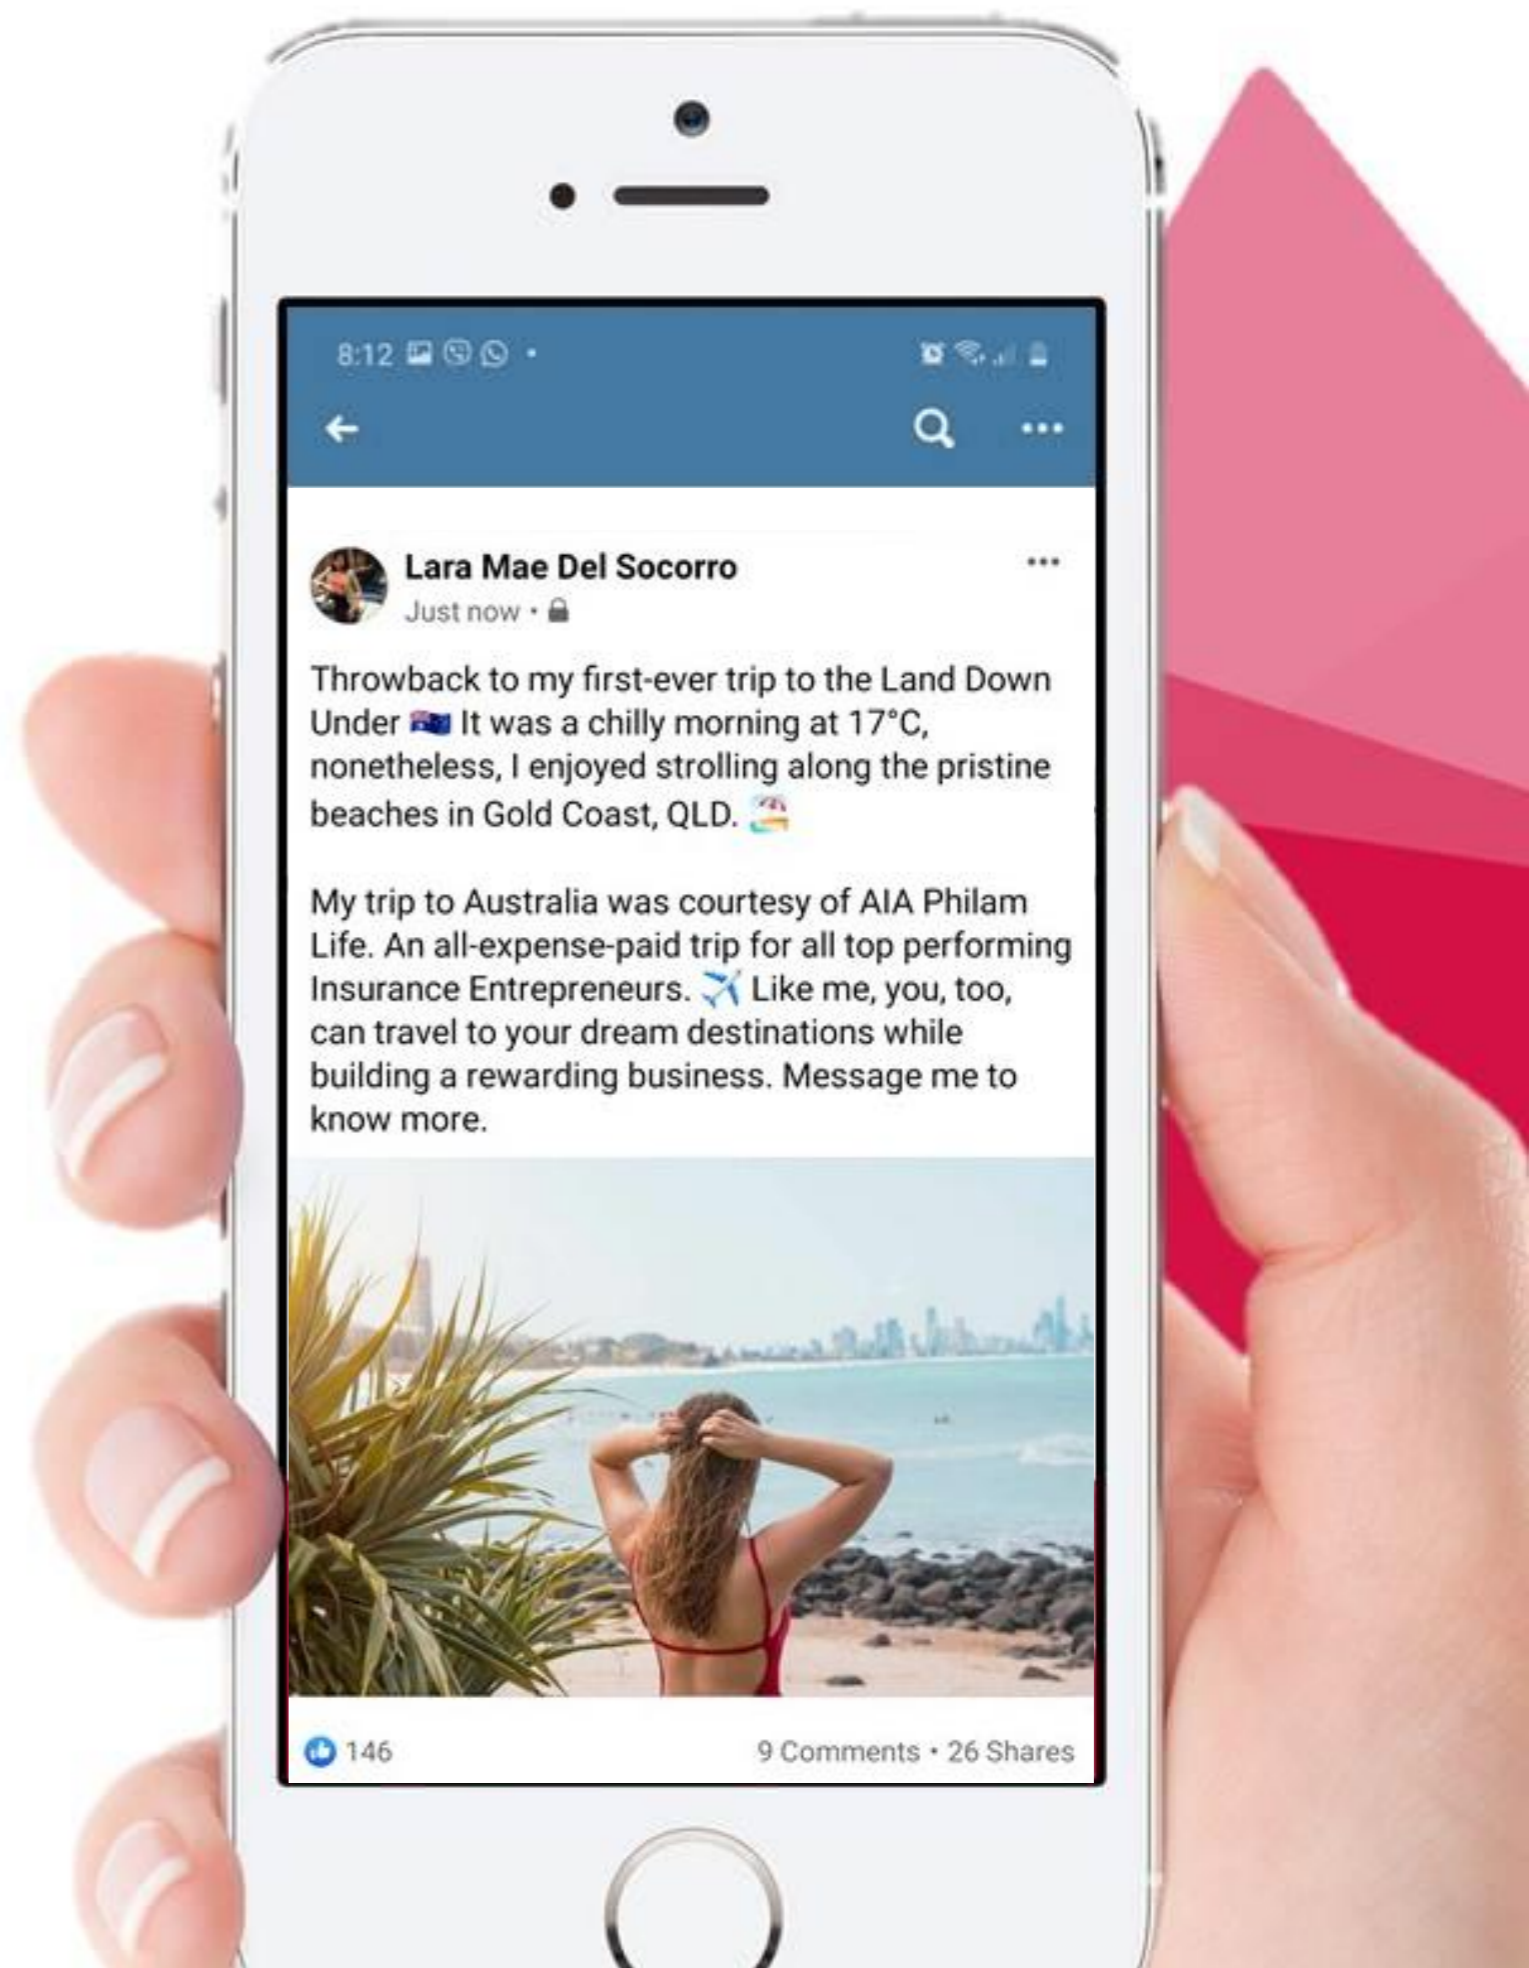 8:12
Lara Mae Del Socorro
Just now •
Throwback to my first-ever trip to the Land Down
Under 🇦🇺 It was a chilly morning at 17°C,
nonetheless, I enjoyed strolling along the pristine
beaches in Gold Coast, QLD. 🏖️
My trip to Australia was courtesy of AIA Philam
Life. An all-expense-paid trip for all top performing
Insurance Entrepreneurs. ✈️ Like me, you, too,
can travel to your dream destinations while
building a rewarding business. Message me to
know more.
146
9 Comments • 26 Shares